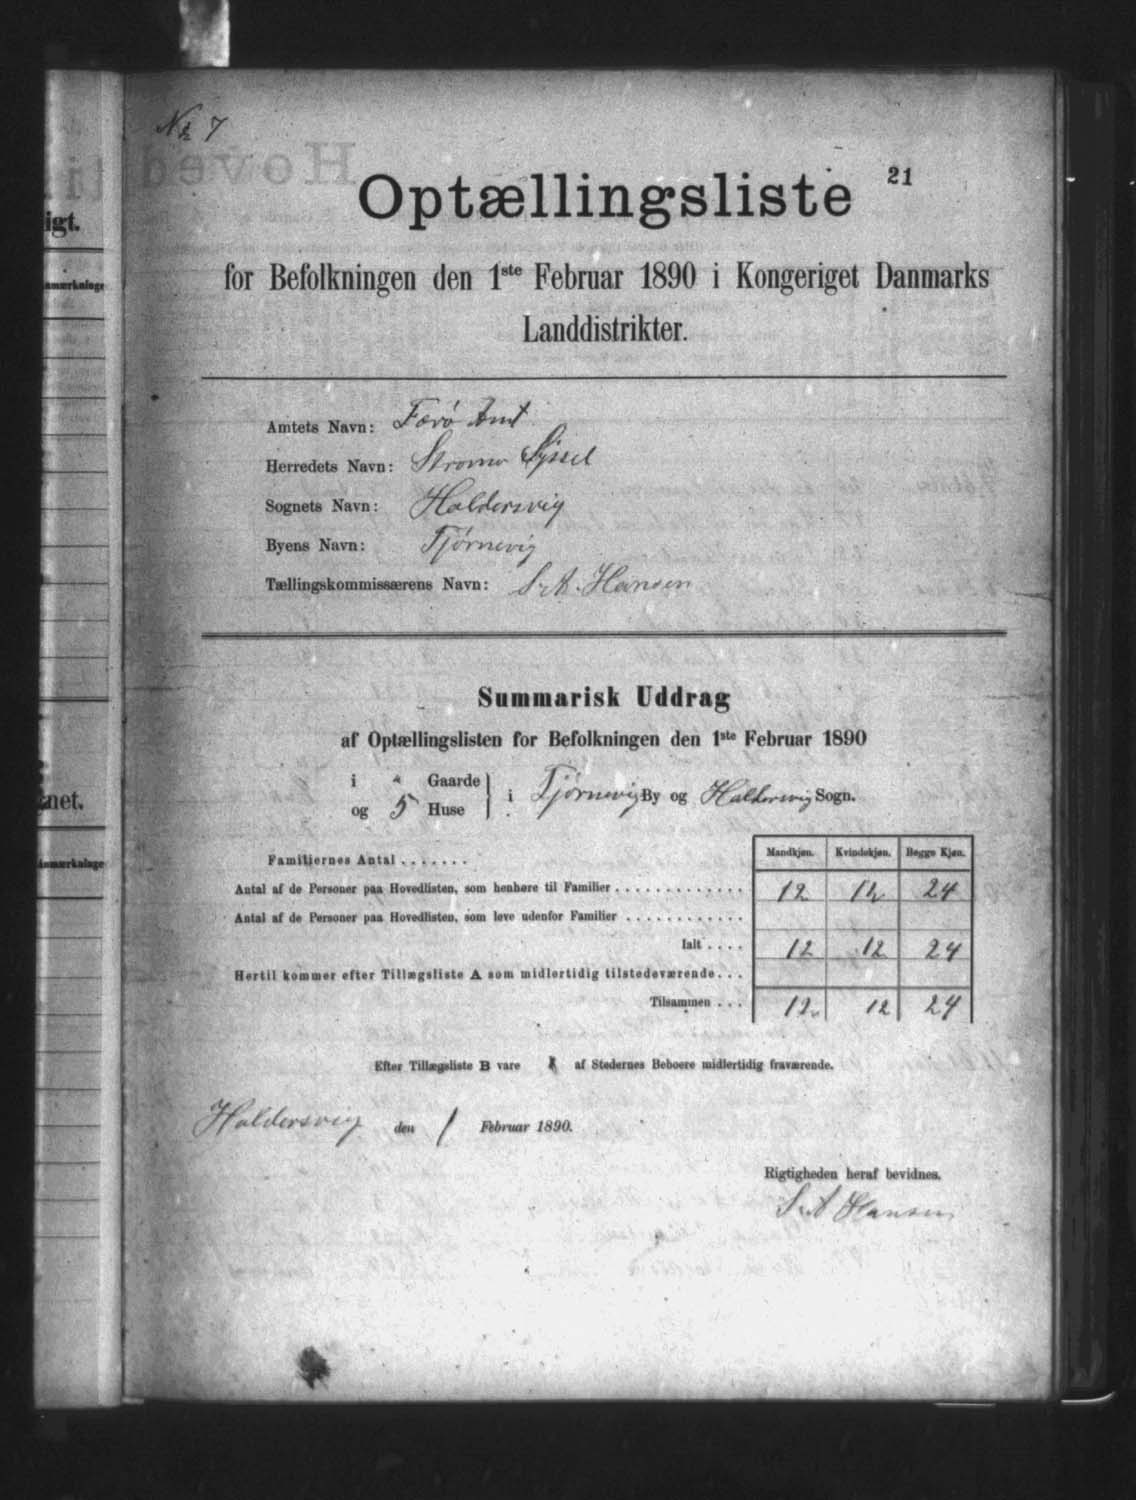 № 7
Optællingsliste 21
for Befolkningen den 1ste Februar 1890 i Kongeriget Danmarks
Landdistrikter.
Amtets Navn: Færö Amt
Herredets Navn: Strømø Syssel
Sognets Navn: Haldersvig
Byens Navn: Tjørnevig
Tællingskommissærens Navn: S. A. Hansen
Summarisk Uddrag
af Optællingslisten for Befolkningen den 1ste Februar 1890
i " Gaarde
og 5 Huse } i Tjørnevig By og Haldersvig Sogn.
Mandkjøn. Kvindekjøn. Begge Kjøn.
Familiernes Antal .......
Antal af de Personer paa Hovedlisten, som henhøre til Familier ............. 12 12 24
Antal af de Personer paa Hovedlisten, som leve udenfor Familier ............
Ialt .... 12 12 24
Hertil kommer efter Tillægsliste A som midlertidig tilstedeværende...
Tilsammen ... 12 12 24
Efter Tillægsliste B vare af Stedernes Beboere midlertidig fraværende.
Haldersvig den 1 Februar 1890.
Rigtigheden heraf bevidnes.
S. A Hansen
igt.
net.